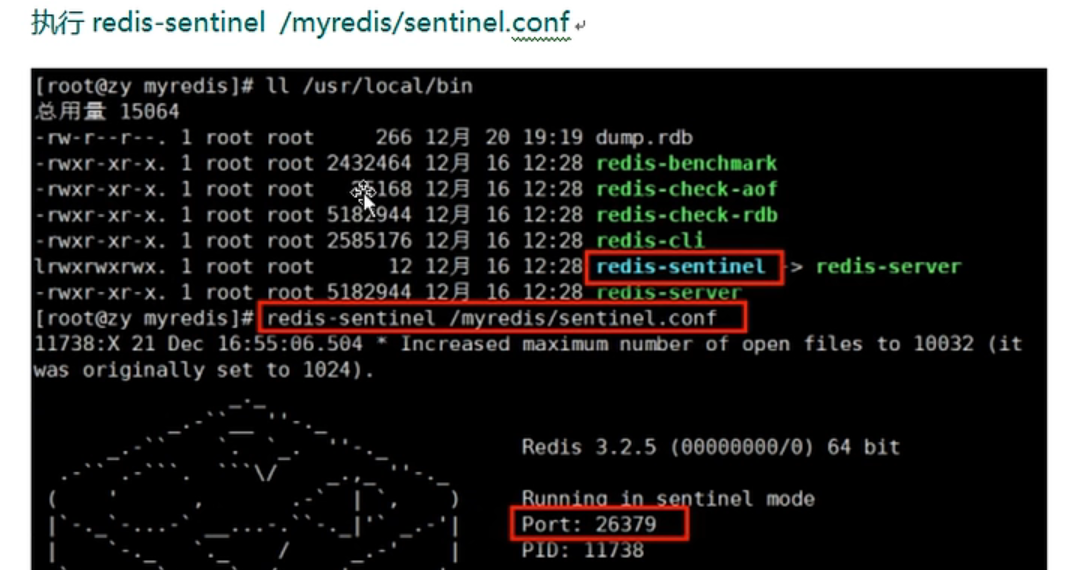 执行 redis-sentinel /myredis/sentinel.conf
[root@zy myredis]# ll /usr/local/bin
总用量 15064
-rw-r--r--. 1 root root 266 12月 20 19:19 dump.rdb
-rwxr-xr-x. 1 root root 2432464 12月 16 12:28 redis-benchmark
-rwxr-xr-x. 1 root root 168 12月 16 12:28 redis-check-aof
-rwxr-xr-x. 1 root root 5182944 12月 16 12:28 redis-check-rdb
-rwxr-xr-x. 1 root root 2585176 12月 16 12:28 redis-cli
lrwxrwxrwx. 1 root root 12 12月 16 12:28 redis-sentinel -> redis-server
-rwxr-xr-x. 1 root root 5182944 12月 16 12:28 redis-server
[root@zy myredis]# redis-sentinel /myredis/sentinel.conf
11738:X 21 Dec 16:55:06.504 * Increased maximum number of open files to 10032 (it
was originally set to 1024).
Redis 3.2.5 (00000000/0) 64 bit
Running in sentinel mode
Port: 26379
PID: 11738